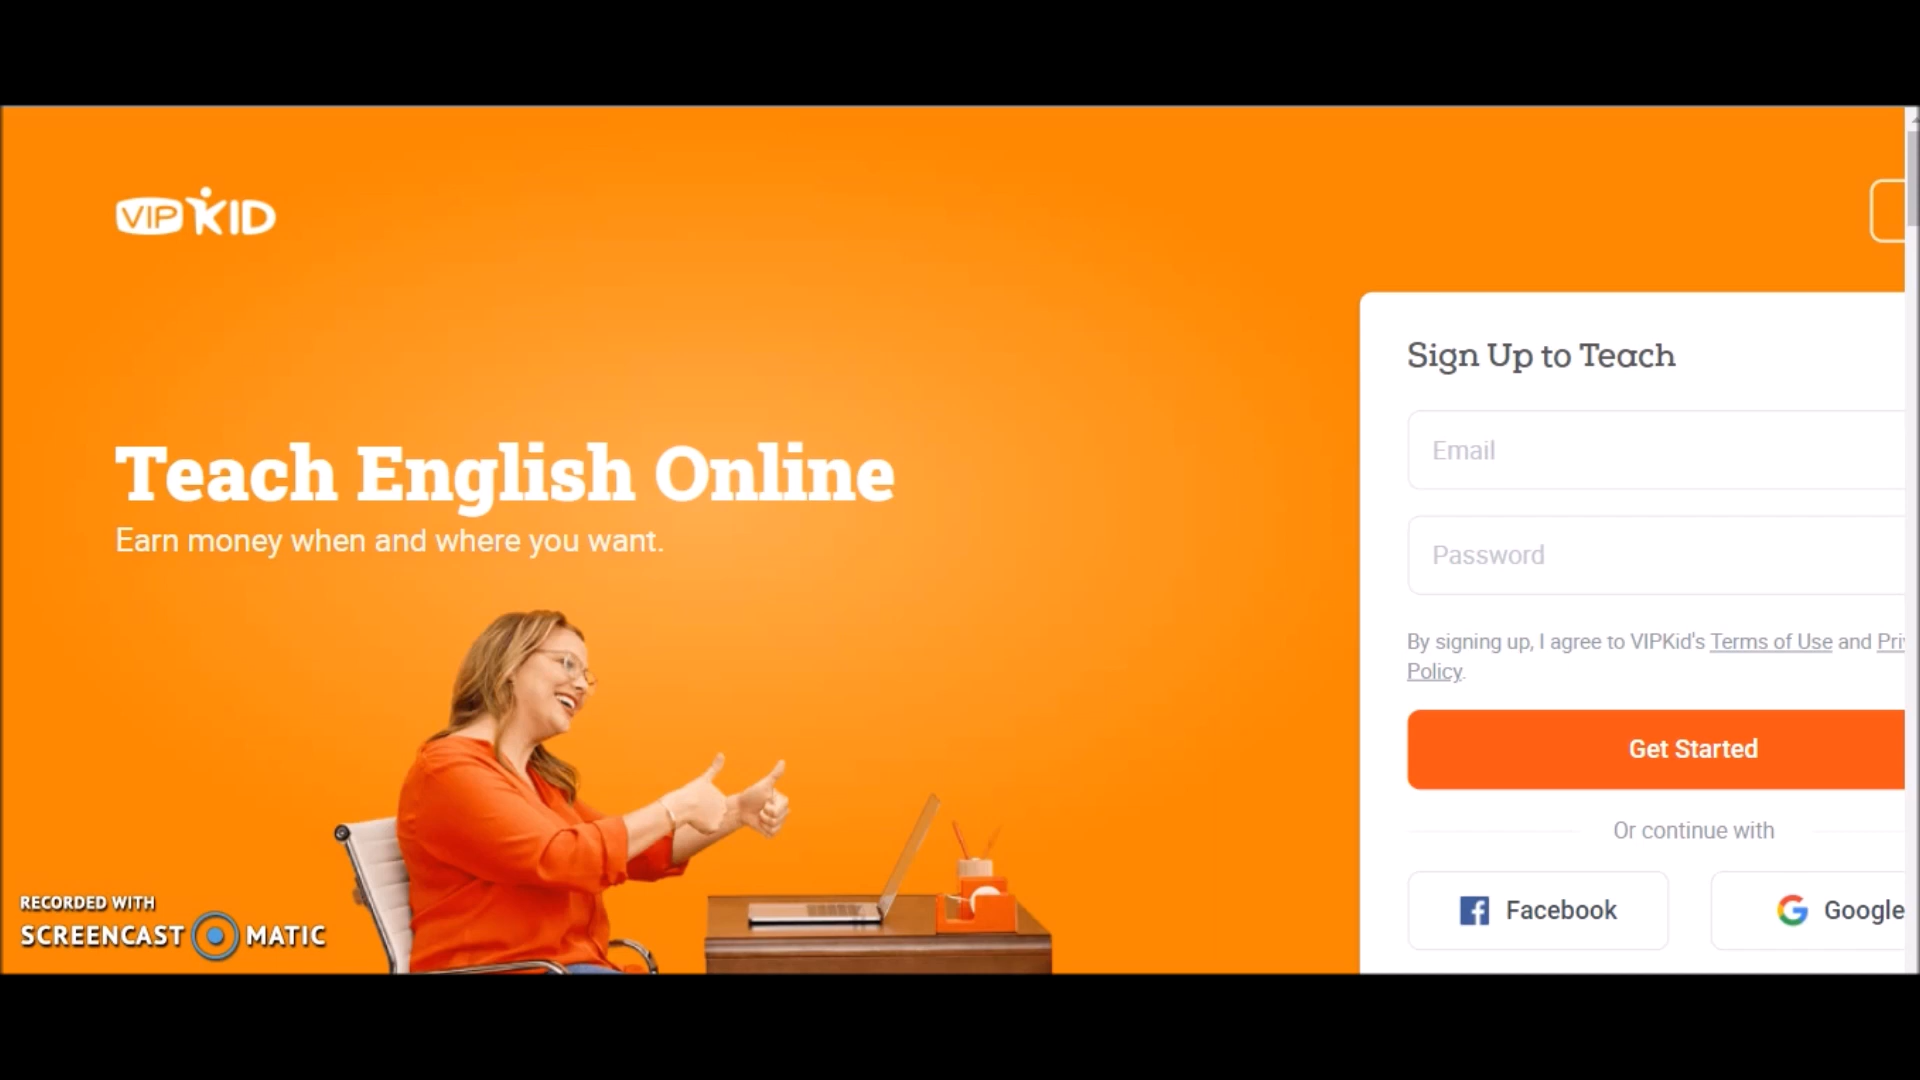 VIPKID
Teach English Online
Earn money when and where you want.
Sign Up to Teach
Email
Password
By signing up, I agree to VIPKid's Terms of Use and Pri
Policy.
Get Started
Or continue with
Facebook
Google
RECORDED WITH
SCREENCAST MATIC